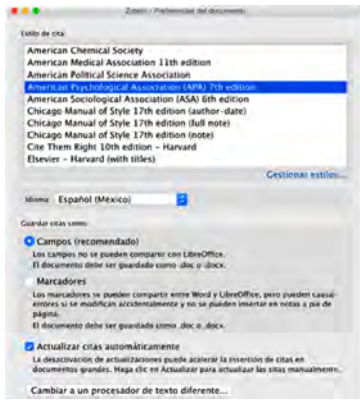 Zotero - Preferencias del documento
Estilo de cita:
American Chemical Society
American Medical Association 11th edition
American Political Science Association
American Psychological Association (APA) 7th edition
American Sociological Association (ASA) 6th edition
Chicago Manual of Style 17th edition (author-date)
Chicago Manual of Style 17th edition (full note)
Chicago Manual of Style 17th edition (note)
Cite Them Right 10th edition - Harvard
Elsevier - Harvard (with titles)
Gestionar estilos...
Idioma: Español (México)
Guardar citas como:
Campos (recomendado)
Los campos no se pueden compartir con LibreOffice.
El documento debe ser guardado como .doc o .docx.
Marcadores
Los marcadores se pueden compartir entre Word y LibreOffice, pero pueden causar
errores si se modifican accidentalmente y no se pueden insertar en notas a pie de
página.
El documento debe ser guardado como .doc o .docx.
Actualizar citas automáticamente
La desactivación de actualizaciones puede acelerar la inserción de citas en
documentos grandes. Haga clic en Actualizar para actualizar las citas manualmente.
Cambiar a un procesador de texto diferente...